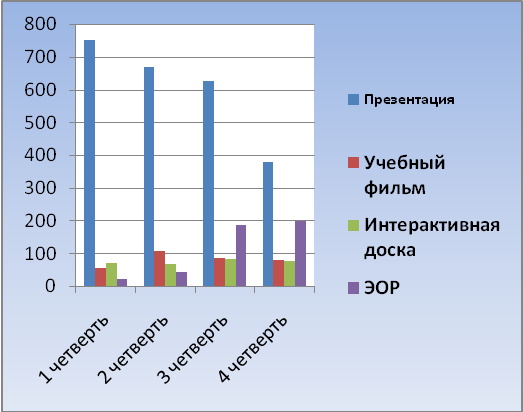 800
700
600
500
400
300
200
100
0
1 четверть
2 четверть
3 четверть
4 четверть
Презентация
Учебный
фильм
Интерактивная
доска
ЭОР